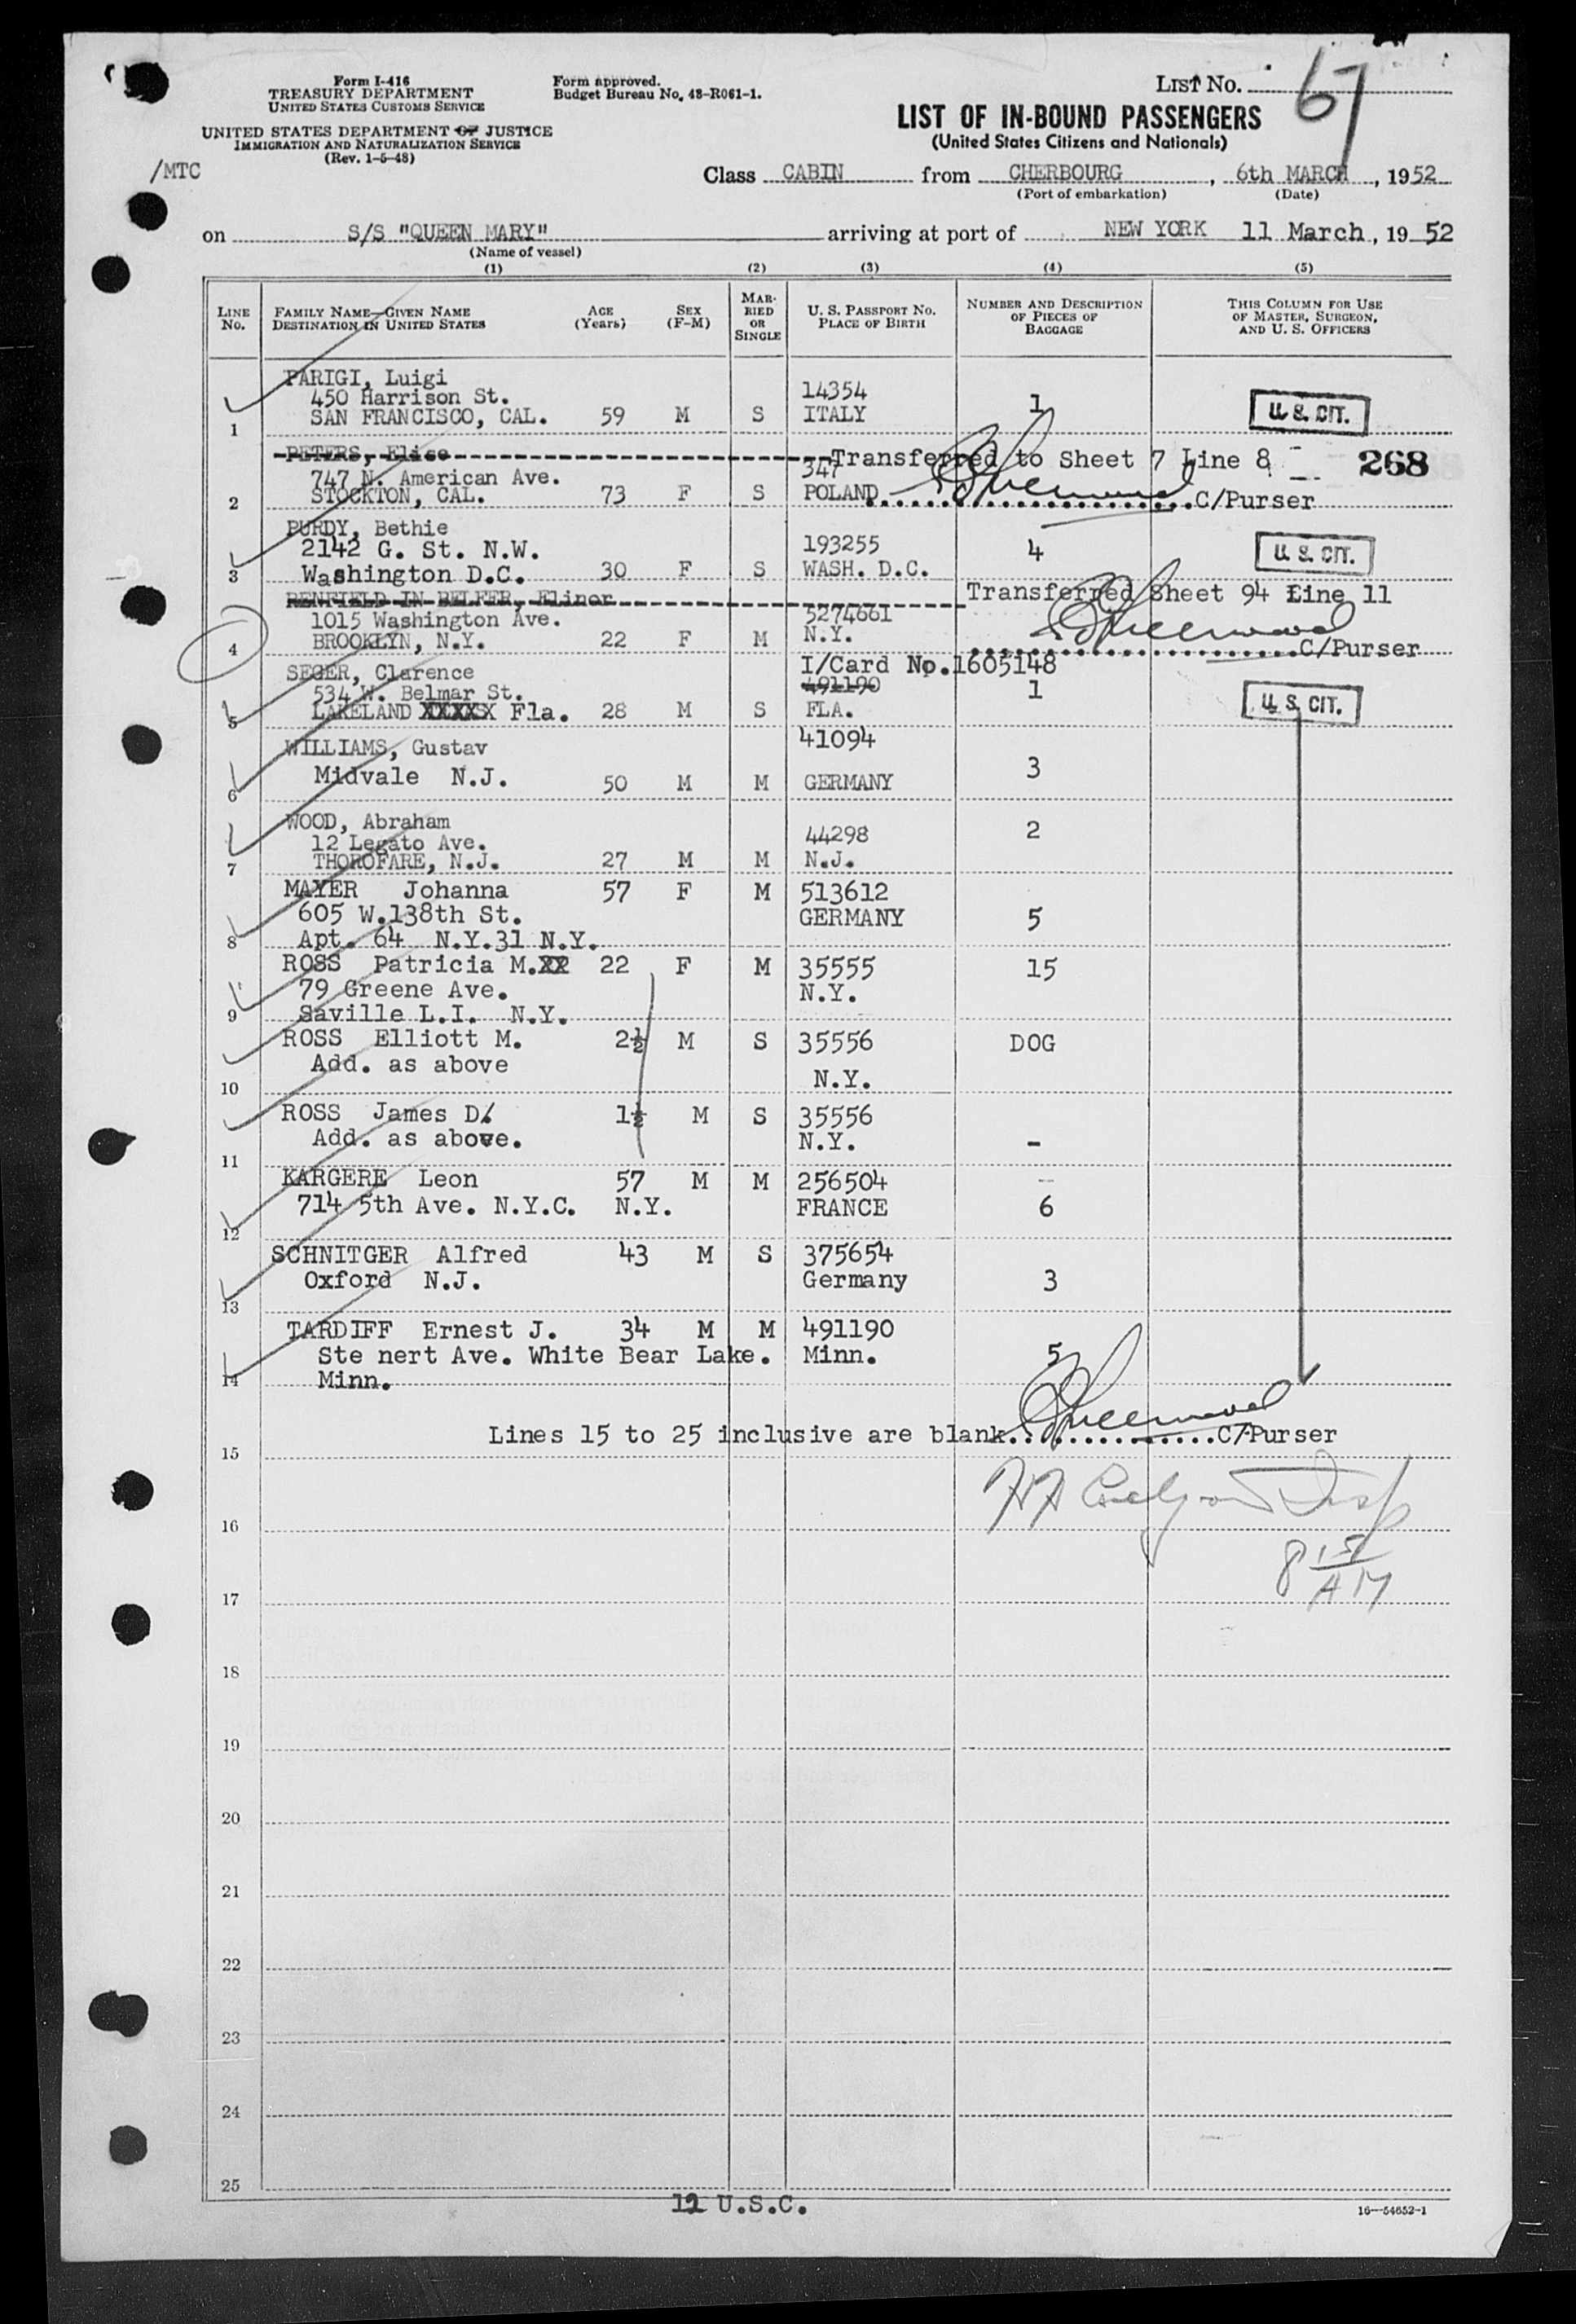 Form I-416
TREASURY DEPARTMENT
UNITED STATES CUSTOMS SERVICE
UNITED STATES DEPARTMENT OF JUSTICE
IMMIGRATION AND NATURALIZATION SERVICE
(Rev. 1-5-48)
Form approved.
Budget Bureau No. 48-R061-1.
LIST No. 67
LIST OF IN-BOUND PASSENGERS
(United States Citizens and Nationals)
/MTC
Class CABIN from CHERBOURG, 6th MARCH, 1952
(Port of embarkation) (Date)
on S/S "QUEEN MARY" arriving at port of NEW YORK 11 March, 1952
(Name of vessel)
(1) (2) (3) (4) (5)
LINE No. FAMILY NAME—GIVEN NAME DESTINATION IN UNITED STATES AGE (Years) SEX (F-M) MARRIED OR SINGLE U. S. PASSPORT NO. PLACE OF BIRTH NUMBER AND DESCRIPTION OF PIECES OF BAGGAGE THIS COLUMN FOR USE OF MASTER, SURGEON, AND U. S. OFFICERS
PARIGI, Luigi 14354
450 Harrison St. 1
1 SAN FRANCISCO, CAL. 59 M S ITALY U. S. CIT.
PETERS, Elise Transferred to Sheet 7 Line 8 268
747 N. American Ave. 347
2 STOCKTON, CAL. 73 F S POLAND C/Purser
PURDY, Bethie 193255
2142 G. St. N.W. 4 U. S. CIT.
3 Washington D.C. 30 F S WASH. D.C.
RENFIELD IN BELFER, Elinor Transferred Sheet 94 Line 11
1015 Washington Ave. 5274661
4 BROOKLYN, N.Y. 22 F M N.Y. C/Purser
SEGER, Clarence I/Card No.1605148
534 W. Belmar St. 491190 1
5 LAKELAND XXXXX Fla. 28 M S FLA. U. S. CIT.
WILLIAMS, Gustav 41094
6 Midvale N.J. 50 M M GERMANY 3
WOOD, Abraham 2
12 Legato Ave. 44298
7 THOROFARE, N.J. 27 M M N.J.
MAYER Johanna 57 F M 513612
605 W.138th St. GERMANY 5
8 Apt. 64 N.Y.31 N.Y.
ROSS Patricia M.XX 22 F M 35555 15
79 Greene Ave. N.Y.
9 Saville L.I. N.Y.
ROSS Elliott M. 2½ M S 35556 DOG
Add. as above
10 N.Y.
ROSS James D. 1½ M S 35556
Add. as above. N.Y. -
11
KARGERE Leon 57 M M 256504
714 5th Ave. N.Y.C. N.Y. FRANCE 6
12
SCHNITGER Alfred 43 M S 375654
Oxford N.J. Germany 3
13
TARDIFF Ernest J. 34 M M 491190
Ste nert Ave. White Bear Lake. Minn. 5
14 Minn.
Lines 15 to 25 inclusive are blank C/Purser
15
16
8 15 AM
17
18
19
20
21
22
23
24
25
U.S.C.
16—54652-1